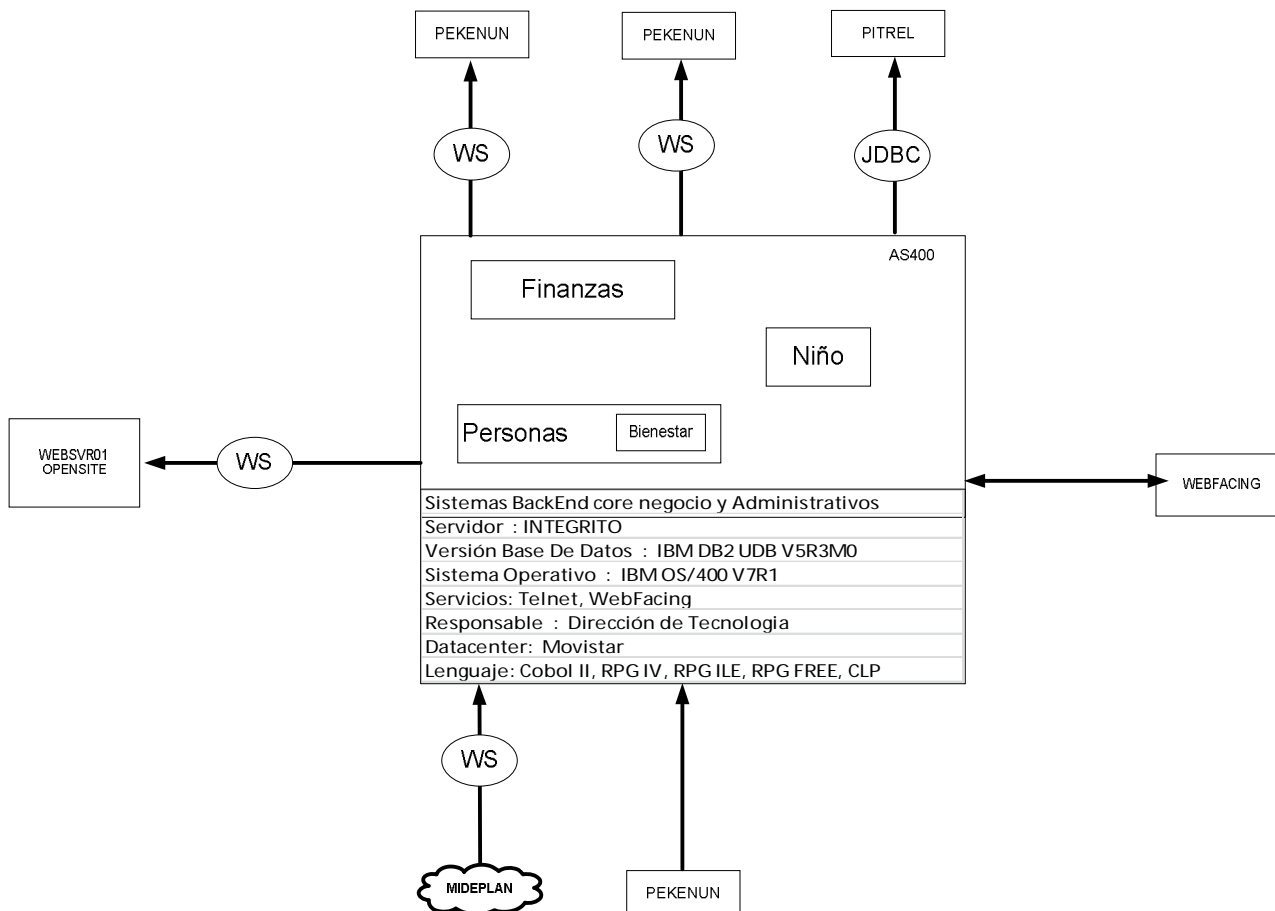 PEKENUN
PEKENUN
PITREL
WS
WS
JDBC
AS400
Finanzas
Niño
Personas
Bienestar
WEBSVR01
OPENSITE
WS
WEBFACING
Sistemas BackEnd core negocio y Administrativos
Servidor : INTEGRITO
Versión Base De Datos : IBM DB2 UDB V5R3M0
Sistema Operativo : IBM OS/400 V7R1
Servicios: Telnet, WebFacing
Responsable : Dirección de Tecnologia
Datacenter: Movistar
Lenguaje: Cobol II, RPG IV, RPG ILE, RPG FREE, CLP
WS
MIDEPLAN
PEKENUN